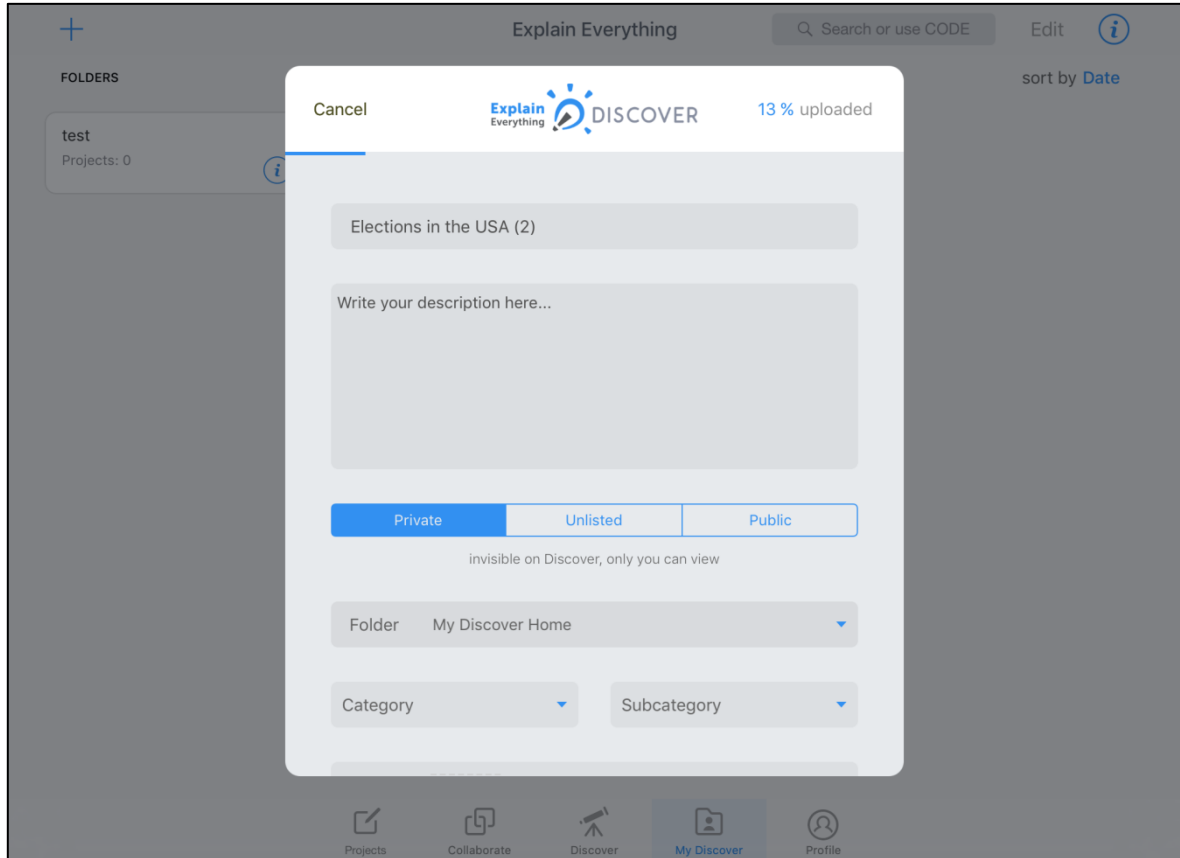 Explain Everything
Search or use CODE
Edit
i
FOLDERS
sort by Date
test
Projects: 0
i
Cancel
Explain
Everything
DISCOVER
13 % uploaded
Elections in the USA (2)
Write your description here...
Private
Unlisted
Public
invisible on Discover, only you can view
Folder
My Discover Home
Category
Subcategory
Projects
Collaborate
Discover
My Discover
Profile